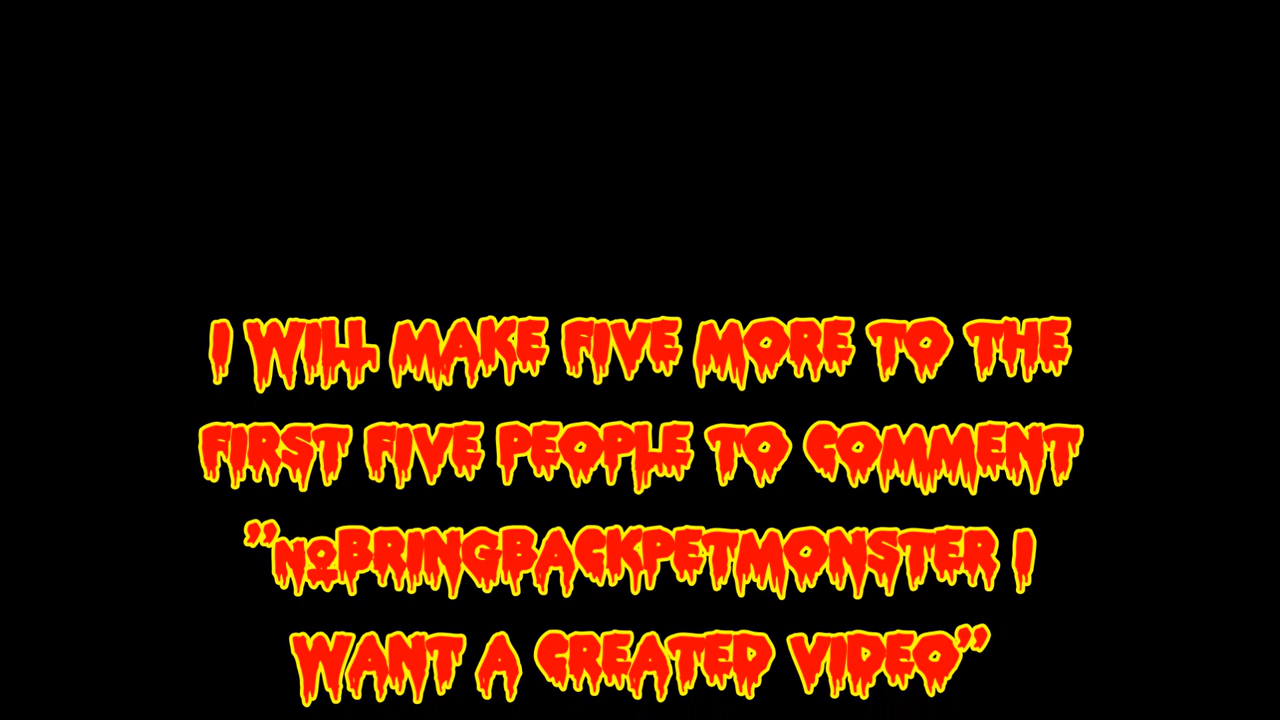 I WILL MAKE FIVE MORE TO THE
FIRST FIVE PEOPLE TO COMMENT
"№BRINGBACKPETMONSTER I
WANT A CREATED VIDEO"